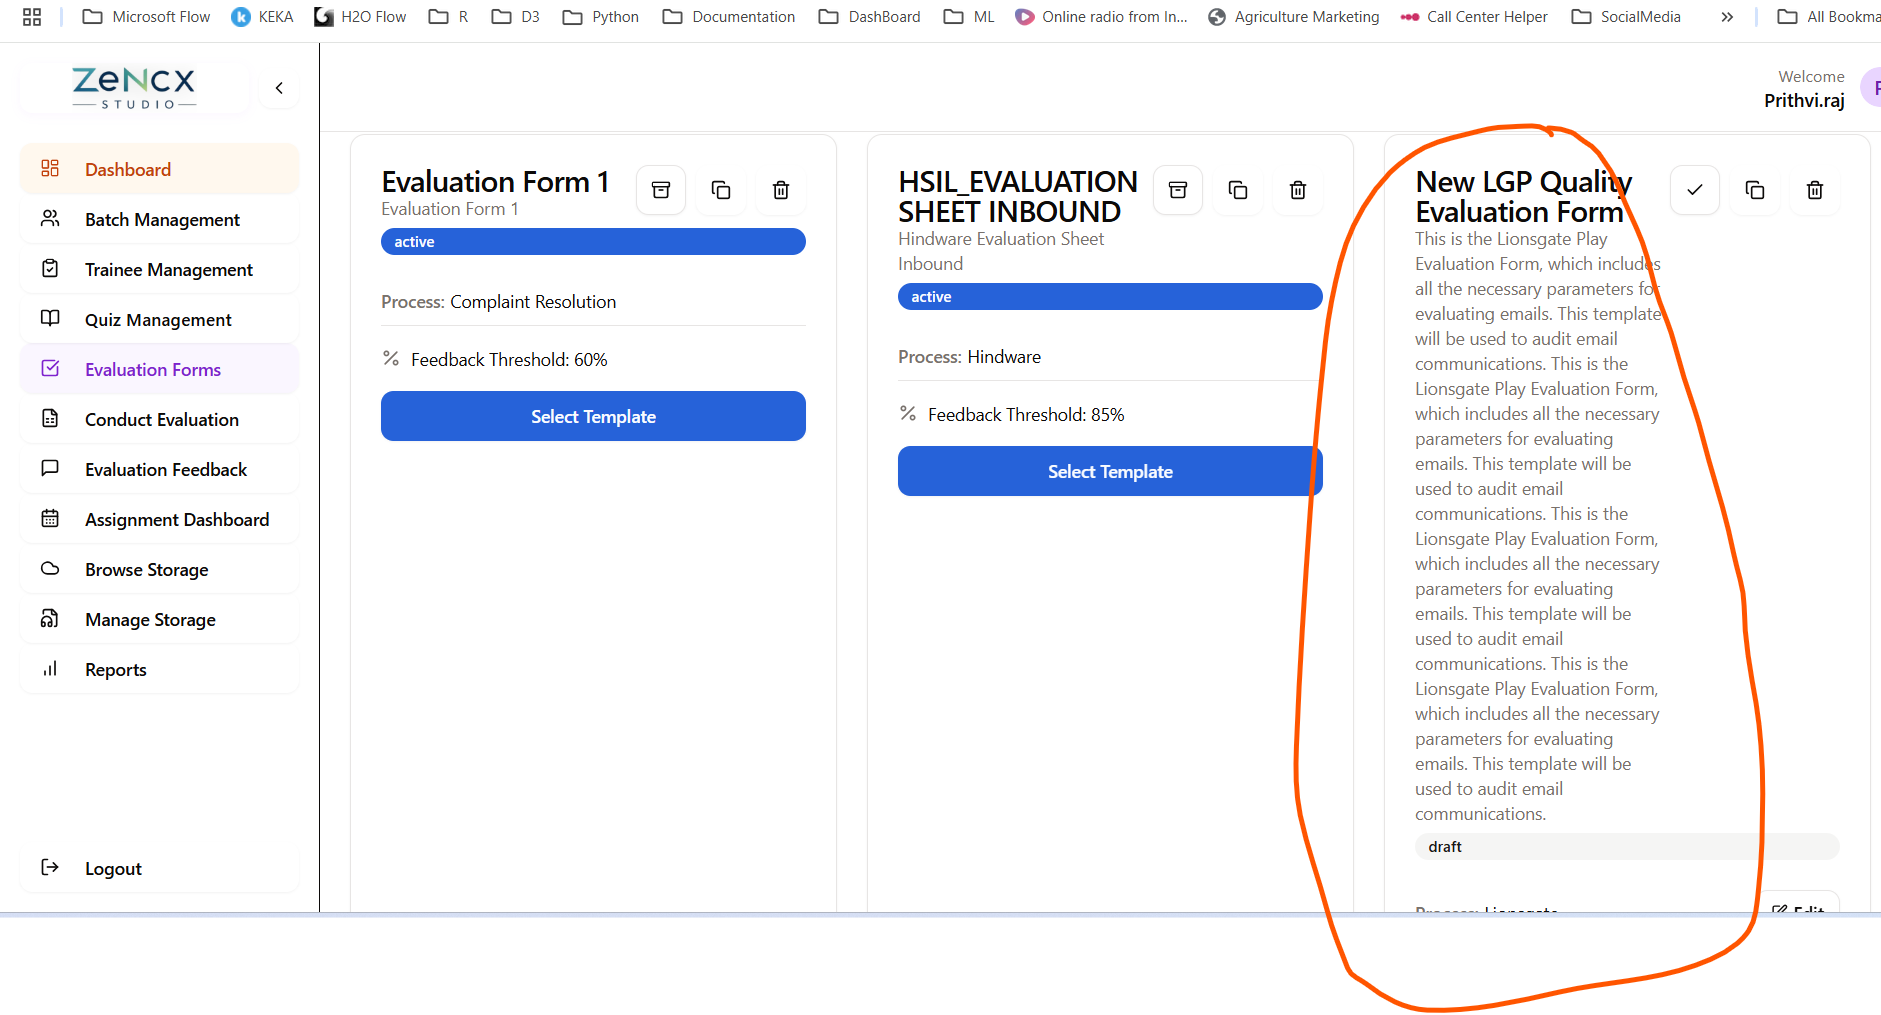 Microsoft Flow
KEKA
H2O Flow
R
D3
Python
Documentation
DashBoard
ML
Online radio from In...
Agriculture Marketing
Call Center Helper
SocialMedia
All Bookma
ZeNCX
STUDIO
Welcome
Prithvi.raj
Dashboard
Batch Management
Trainee Management
Quiz Management
Evaluation Forms
Conduct Evaluation
Evaluation Feedback
Assignment Dashboard
Browse Storage
Manage Storage
Reports
Logout
Evaluation Form 1
Evaluation Form 1
active
Process: Complaint Resolution
Feedback Threshold: 60%
Select Template
HSIL_EVALUATION
SHEET INBOUND
Hindware Evaluation Sheet
Inbound
active
Process: Hindware
Feedback Threshold: 85%
Select Template
New LGP Quality
Evaluation Form
This is the Lionsgate Play
Evaluation Form, which includes
all the necessary parameters for
evaluating emails. This template
will be used to audit email
communications. This is the
Lionsgate Play Evaluation Form,
which includes all the necessary
parameters for evaluating
emails. This template will be
used to audit email
communications. This is the
Lionsgate Play Evaluation Form,
which includes all the necessary
parameters for evaluating
emails. This template will be
used to audit email
communications. This is the
Lionsgate Play Evaluation Form,
which includes all the necessary
parameters for evaluating
emails. This template will be
used to audit email
communications.
draft
Process: Lionsgate
Edit